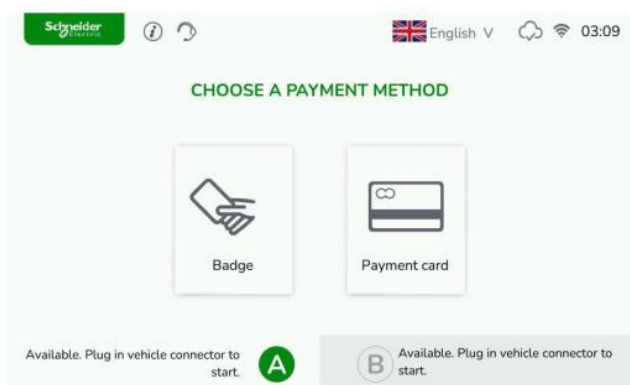 Schneider
Electric
English V
03:09
CHOOSE A PAYMENT METHOD
Badge
Payment card
Available. Plug in vehicle connector to
start.
A
B
Available. Plug in vehicle connector to
start.